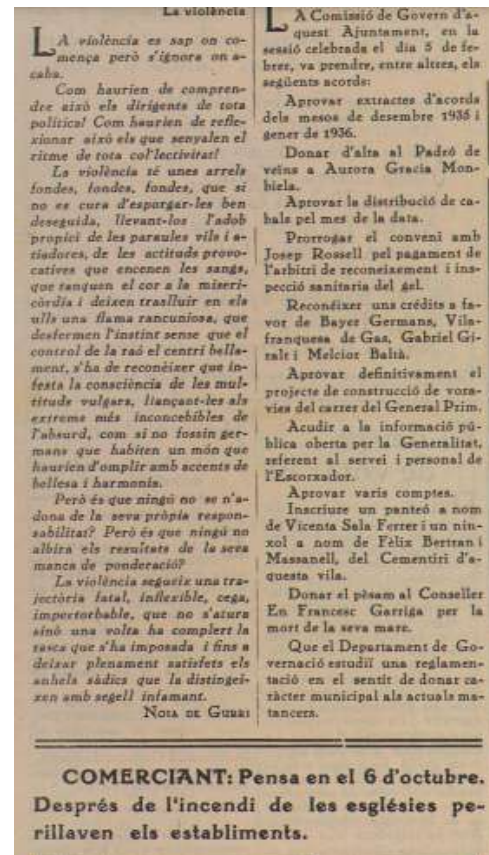 La violència
LA violència es sap on co-
mença però s'ignora on a-
caba.
Com haurien de compren-
dre això els dirigents de tota
política! Com haurien de refle-
xionar això els que senyalen el
ritme de tota col'lectivitat!
La violència té unes arrels
fondes, fondes, fondes, que si
no es cura d'esporgar-les ben
deseguida, llevant-los l'adob
propici de les paraules vils i a-
tiadores, de les actituds provo-
catives que encenen les sangs,
que tanquen el cor a la miseri-
còrdia i deixen traslluir en els
ulls una flama rancuniosa, que
desfermen l'instint sense que el
control de la raó el centri bella-
ment, s'ha de reconèixer que in-
festa la consciència de les mul-
tituds vulgars, llançant-les als
extrems més inconcebibles de
l'absurd, com si no fossin ger-
mans que habiten un món que
haurien d'omplir amb accents de
bellesa i harmonia.
Però és que ningú no se n'a-
dona de la seva pròpia respon-
sabilitat? Però és que ningú no
albira els resultats de la seva
manca de ponderació?
La violència segueix una tra-
jectòria fatal, inflexible, cega,
impertorbable, que no s'atura
sinó una volta ha complert la
tasca que s'ha imposada i fins a
deixar plenament satisfets els
anhels sàdics que la distingei-
xen amb segell infamant.
NOIA DE GURRI
LA Comissió de Govern d'a-
quest Ajuntament, en la
sessió celebrada el dia 5 de fe-
brer, va prendre, entre altres, els
següents acords:
Aprovar extractes d'acords
dels mesos de desembre 1935 i
gener de 1936.
Donar d'alta al Padró de
veïns a Aurora Gracia Mon-
biela.
Aprovar la distribució de ca-
bals pel mes de la data.
Prorrogar el conveni amb
Josep Rossell pel pagament de
l'arbitri de reconeixement i ins-
pecció sanitaria del gel.
Reconéixer uns crédits a fa-
vor de Bayer Germans, Vila-
franquesa de Gas, Gabriel Gi-
ralt i Melcior Baltà.
Aprovar definitivament el
projecte de construcció de vora-
vies del carrer del General Prim.
Acudir a la informació pú-
blica oberta per la Generalitat,
referent al servei i personal de
l'Escorxador.
Aprovar varis comptes.
Inscriure un panteó a nom
de Vicenta Sala Ferrer i un nin-
xol a nom de Fèlix Bertran i
Massanell, del Cementiri d'a-
questa vila.
Donar el pèsam al Conseller
En Francesc Garriga per la
mort de la seva mare.
Que el Departament de Go-
vernació estudiï una reglamen-
tació en el sentit de donar ca-
ràcter municipal als actuals ma-
tancers.
COMERCIANT: Pensa en el 6 d'octubre.
Després de l'incendi de les esglésies pe-
rillaven els establiments.